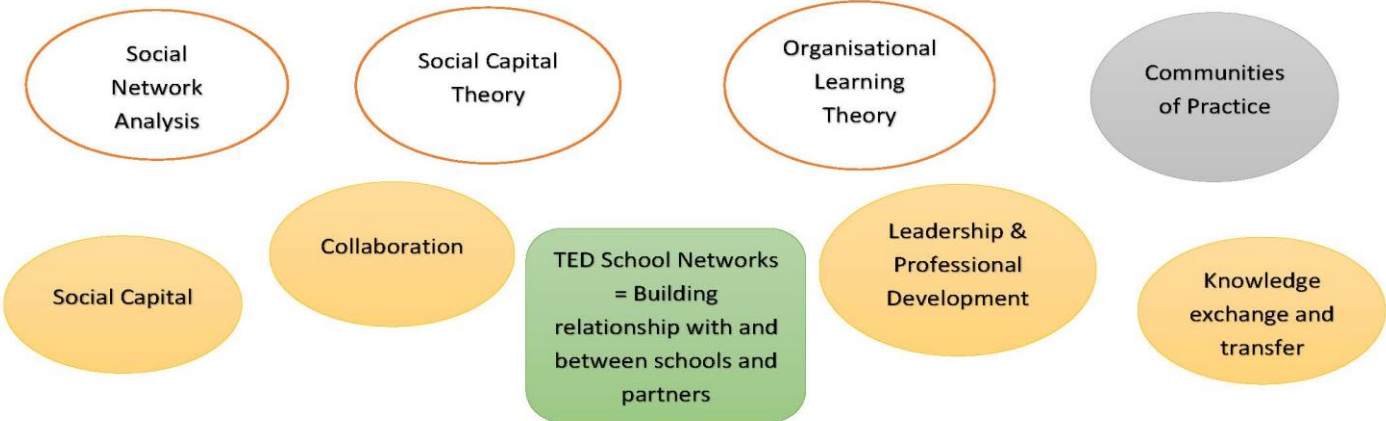 Social
Network
Analysis
Social Capital
Theory
Organisational
Learning
Theory
Communities
of Practice
Social Capital
Collaboration
TED School Networks
= Building
relationship with and
between schools and
partners
Leadership &
Professional
Development
Knowledge
exchange and
transfer